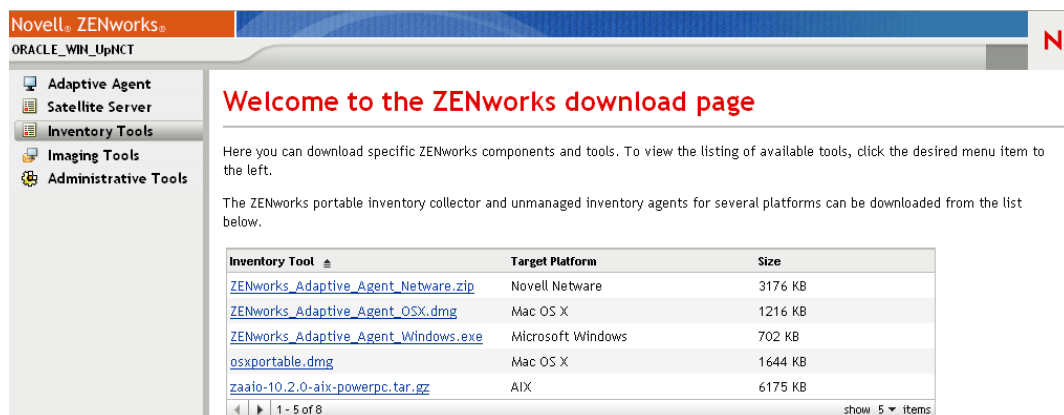 Novell® ZENworks®
N
ORACLE_WIN_UpNCT
Adaptive Agent
Satellite Server
Inventory Tools
Imaging Tools
Administrative Tools
Welcome to the ZENworks download page
Here you can download specific ZENworks components and tools. To view the listing of available tools, click the desired menu item to
the left.
The ZENworks portable inventory collector and unmanaged inventory agents for several platforms can be downloaded from the list
below.
Inventory Tool Target Platform Size
ZENworks_Adaptive_Agent_Netware.zip Novell Netware 3176 KB
ZENworks_Adaptive_Agent_OSX.dmg Mac OS X 1216 KB
ZENworks_Adaptive_Agent_Windows.exe Microsoft Windows 702 KB
osxportable.dmg Mac OS X 1644 KB
zaaio-10.2.0-aix-powerpc.tar.gz AIX 6175 KB
1 - 5 of 8 show 5 items